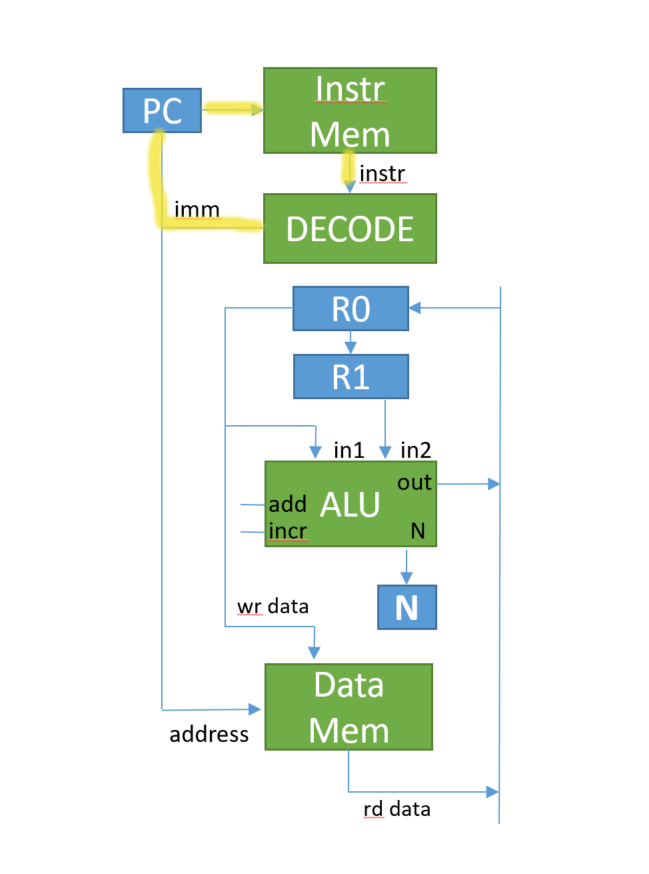 PC
Instr
Mem
instr
imm
DECODE
R0
R1
in1
in2
out
add
ALU
incr
N
N
wr data
Data
Mem
address
rd data